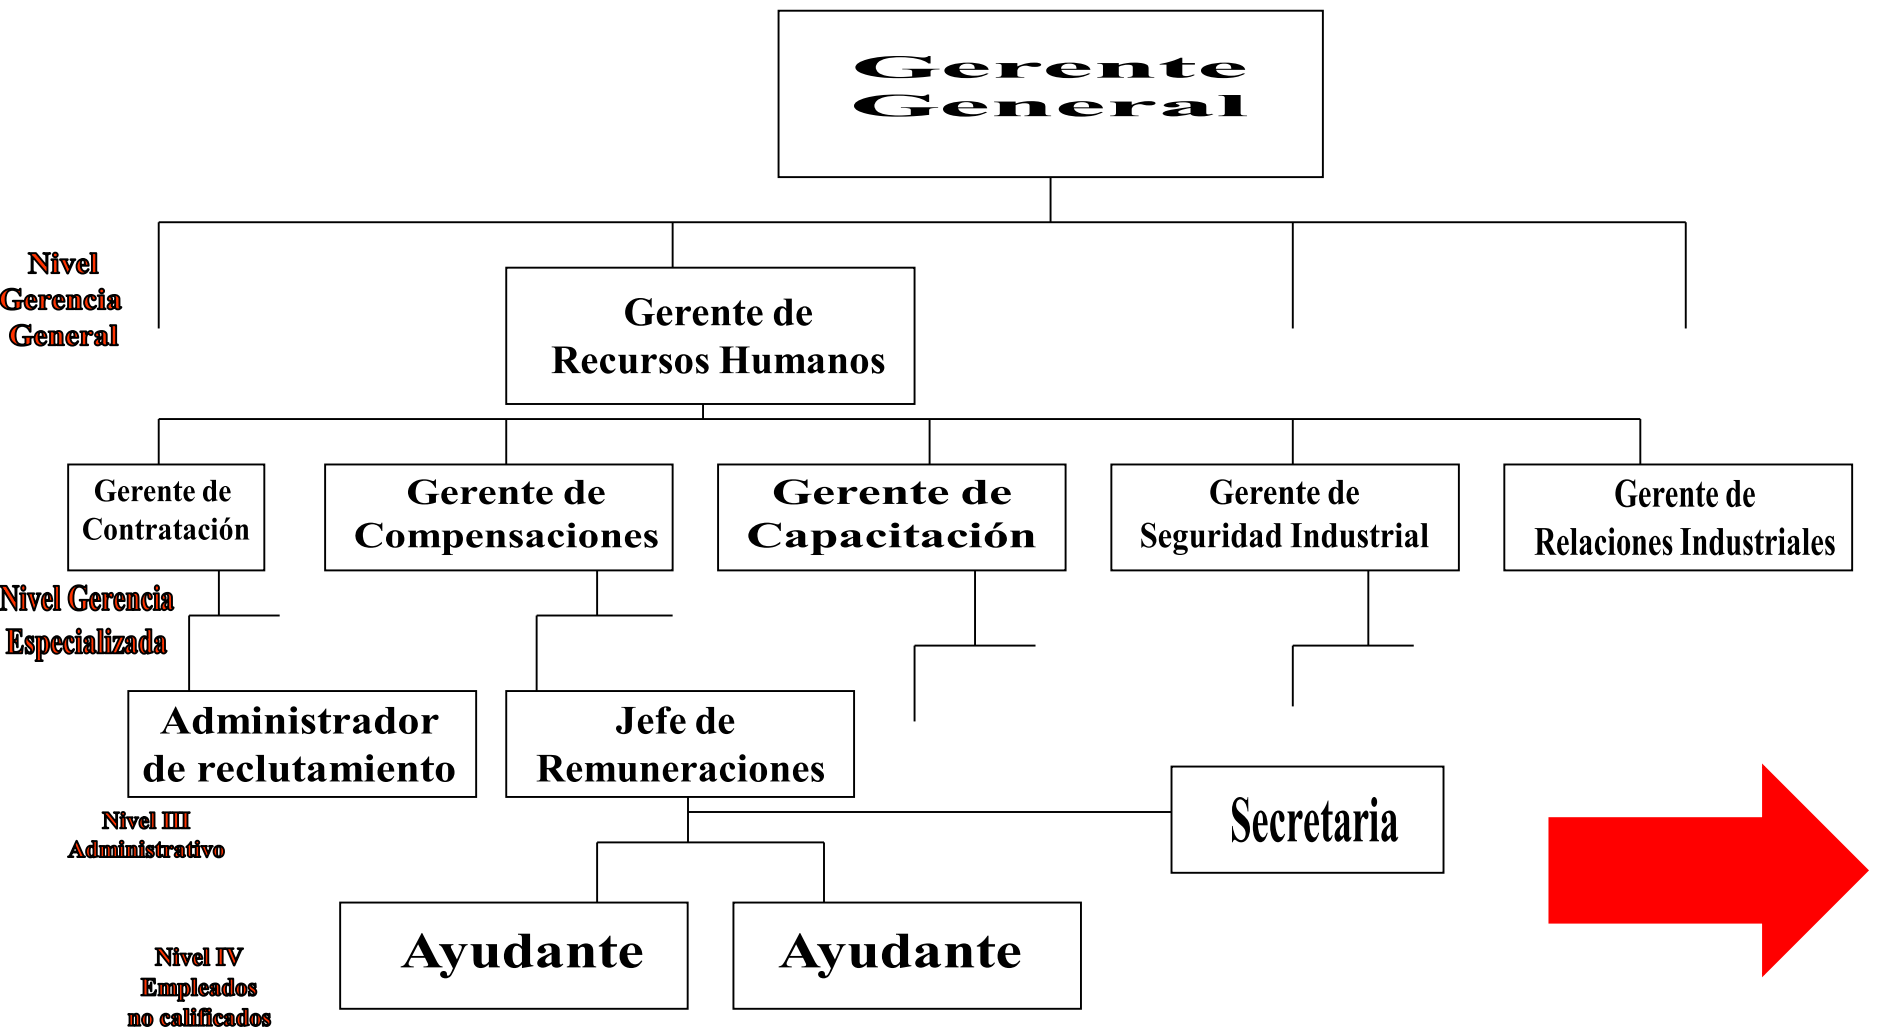 Gerente
General
Nivel
Gerencia
General
Gerente de
Recursos Humanos
Gerente de
Contratación
Gerente de
Compensaciones
Gerente de
Capacitación
Gerente de
Seguridad Industrial
Gerente de
Relaciones Industriales
Nivel Gerencia
Especializada
Administrador
de reclutamiento
Jefe de
Remuneraciones
Secretaria
Nivel III
Administrativo
Ayudante
Ayudante
Nivel IV
Empleados
no calificados